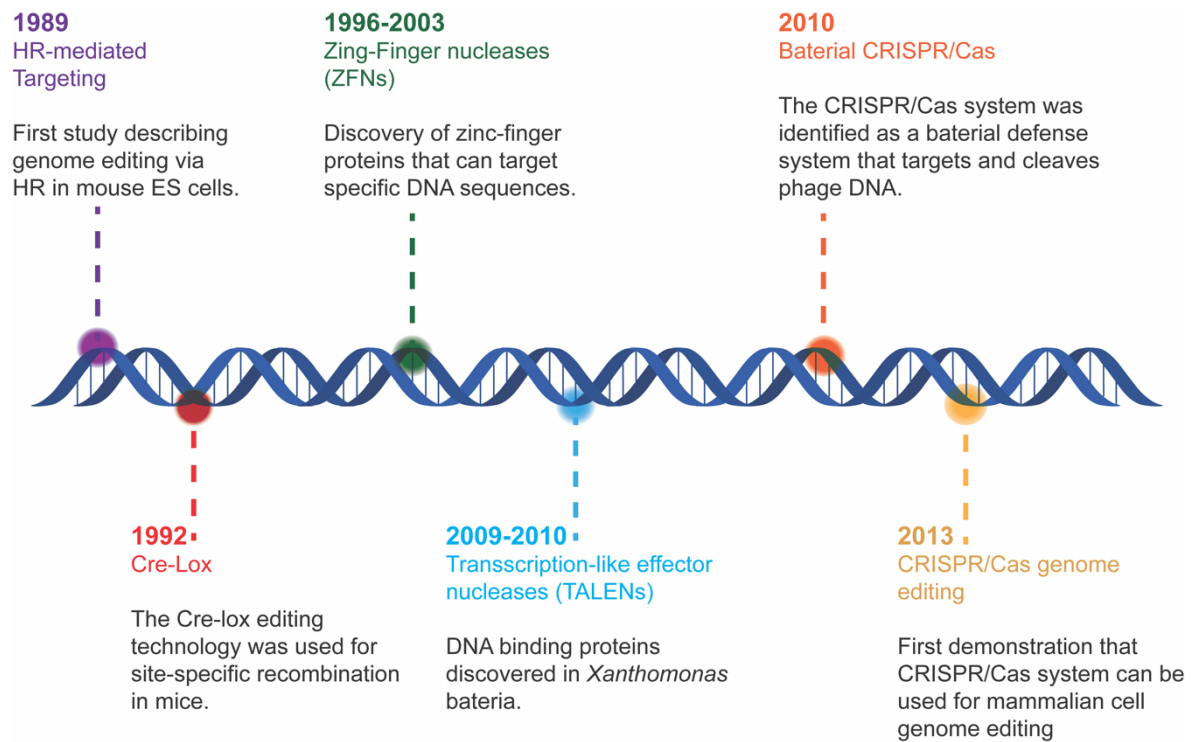 1989
HR-mediated
Targeting
First study describing
genome editing via
HR in mouse ES cells.
1996-2003
Zing-Finger nucleases
(ZFNs)
Discovery of zinc-finger
proteins that can target
specific DNA sequences.
2010
Baterial CRISPR/Cas
The CRISPR/Cas system was
identified as a baterial defense
system that targets and cleaves
phage DNA.
1992
Cre-Lox
The Cre-lox editing
technology was used for
site-specific recombination
in mice.
2009-2010
Transscription-like effector
nucleases (TALENs)
DNA binding proteins
discovered in Xanthomonas
bateria.
2013
CRISPR/Cas genome
editing
First demonstration that
CRISPR/Cas system can be
used for mammalian cell
genome editing